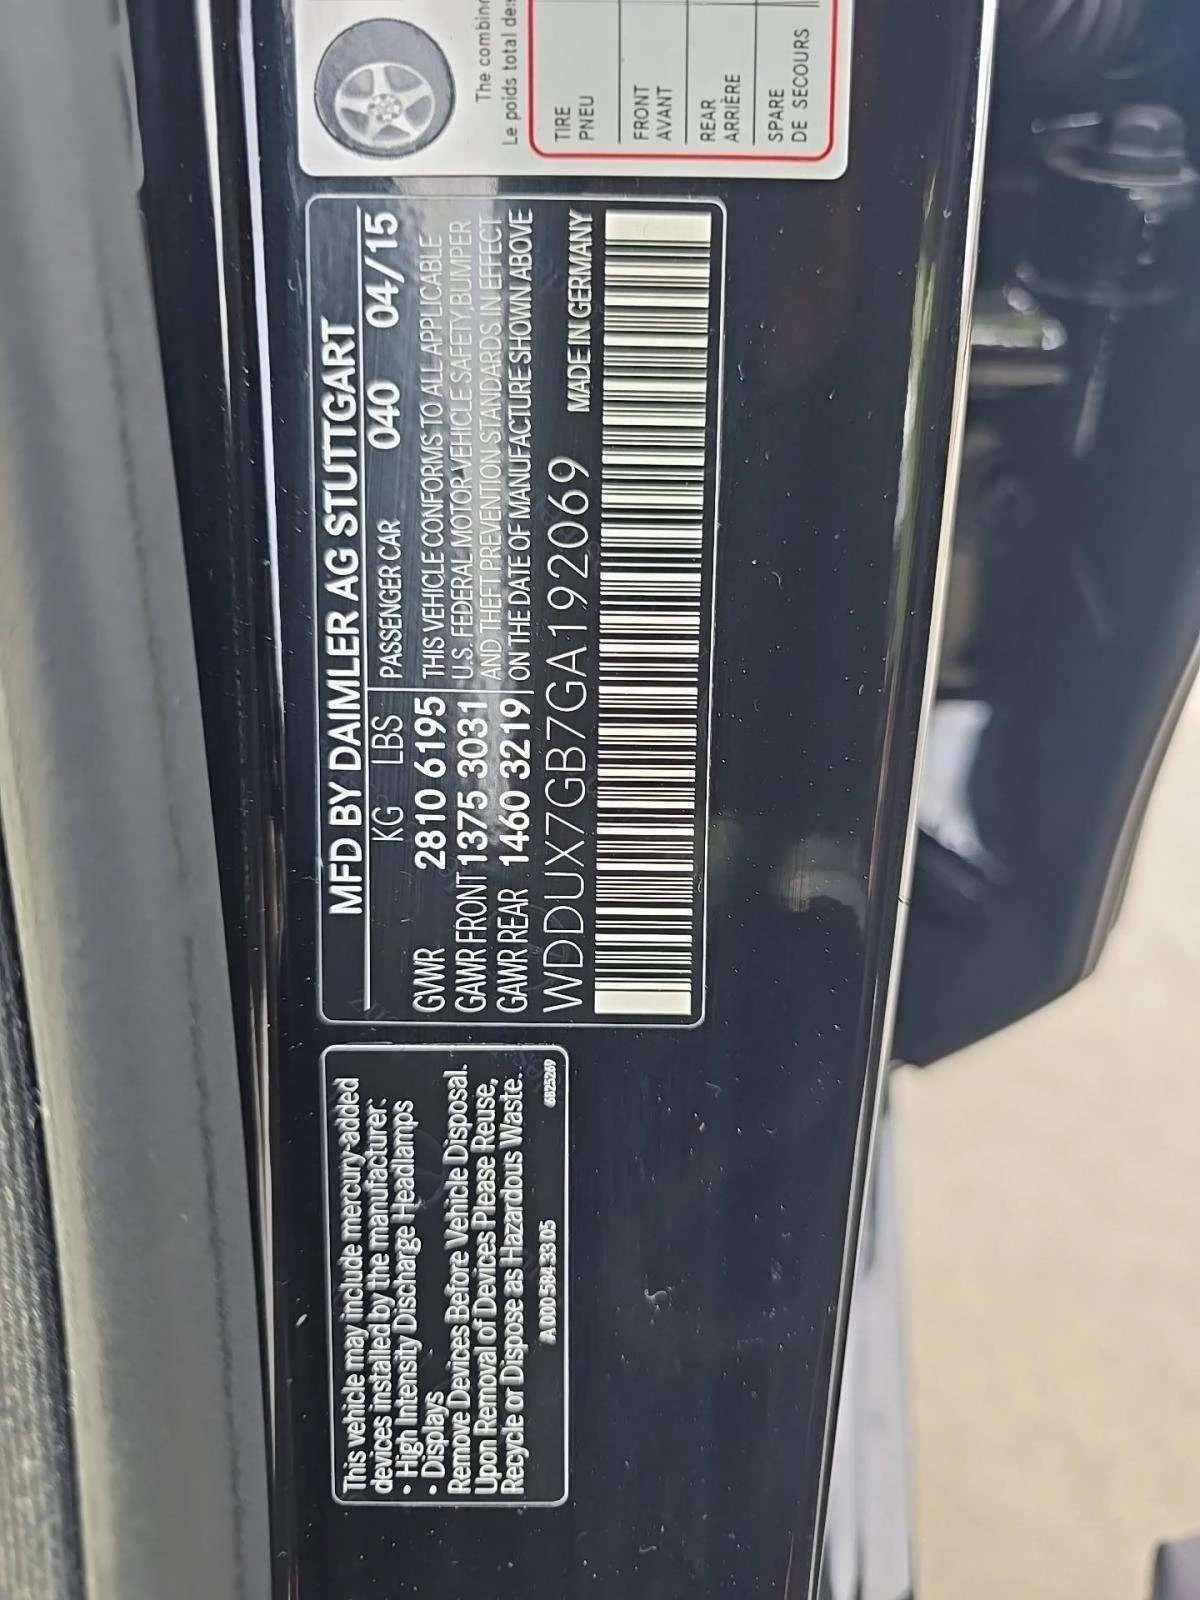 The combin
Le poids total des
TIRE
PNEU
FRONT
AVANT
REAR
ARRIÈRE
SPARE
DE SECOURS
MFD BY DAIMLER AG STUTTGART
KG LBS PASSENGER CAR 040 04/15
GVWR 2810 6195 THIS VEHICLE CONFORMS TO ALL APPLICABLE
GAWR FRONT 1375 3031 U.S. FEDERAL MOTOR VEHICLE SAFETY, BUMPER
AND THEFT PREVENTION STANDARDS IN EFFECT
GAWR REAR 1460 3219 ON THE DATE OF MANUFACTURE SHOWN ABOVE
WDDUX7GB7GA192069 MADE IN GERMANY
This vehicle may include mercury-added
devices installed by the manufacturer:
• High Intensity Discharge Headlamps
• Displays
Remove Devices Before Vehicle Disposal.
Upon Removal of Devices Please Reuse,
Recycle or Dispose as Hazardous Waste.
A 000 584 33 05 6825269